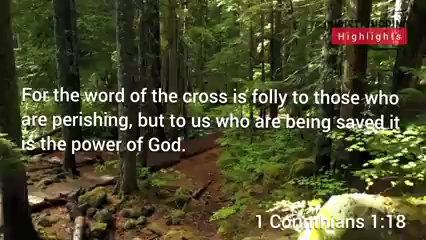 Highlights
For the word of the cross is folly to those who
are perishing, but to us who are being saved it
is the power of God.
1 Corinthians 1:18